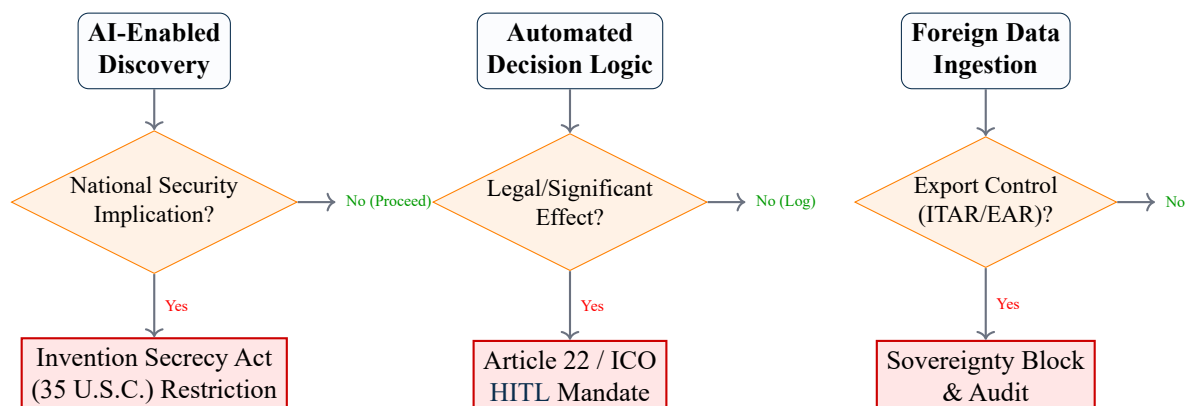 AI-Enabled
Discovery
National Security
Implication?
No (Proceed)
Yes
Invention Secrecy Act
(35 U.S.C.) Restriction
Automated
Decision Logic
Legal/Significant
Effect?
No (Log)
Yes
Article 22 / ICO
HITL Mandate
Foreign Data
Ingestion
Export Control
(ITAR/EAR)?
No
Yes
Sovereignty Block
& Audit